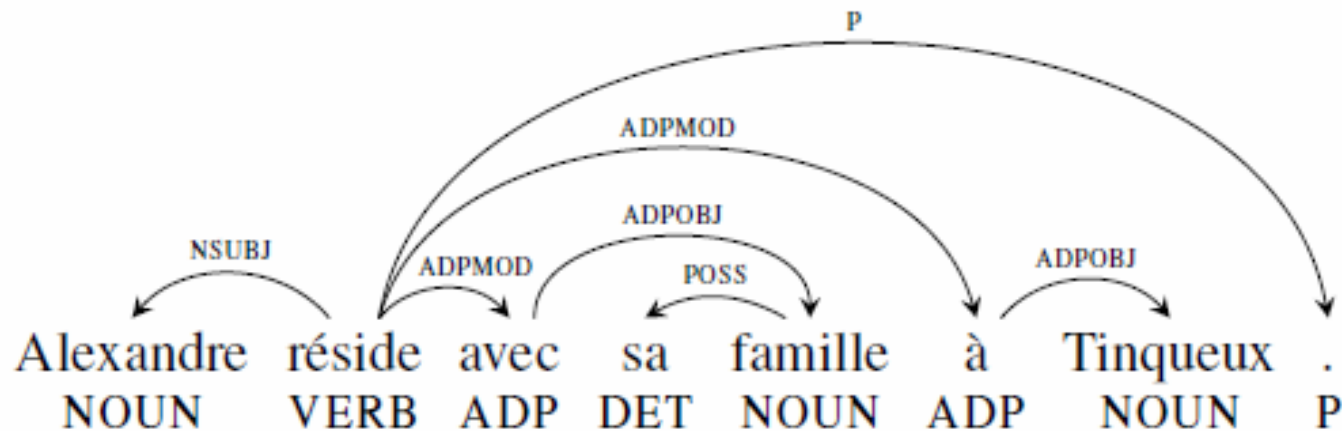 P
ADPMOD
ADPOBJ
NSUBJ ADPMOD POSS ADPOBJ
Alexandre réside avec sa famille à Tinqueux .
NOUN VERB ADP DET NOUN ADP NOUN P